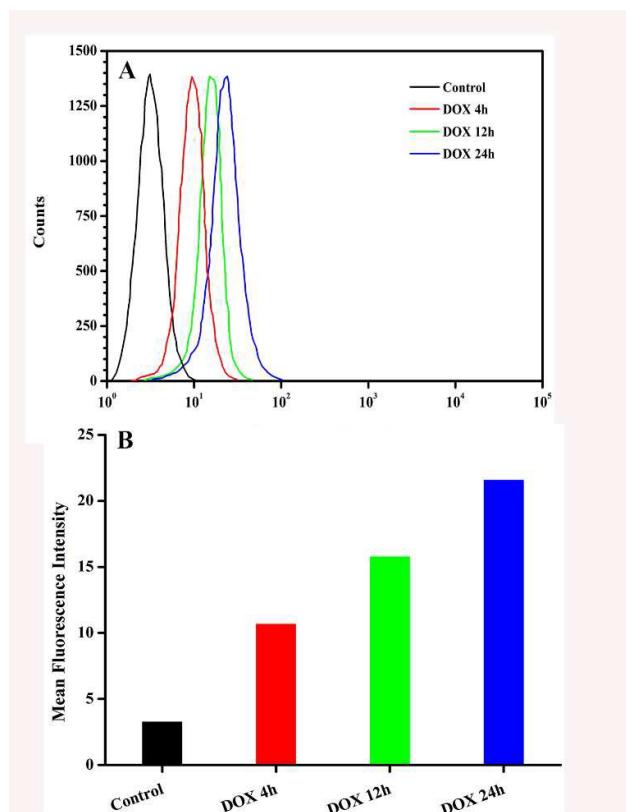 A
1500
1250
1000
750
500
250
0
Counts
Control
DOX 4h
DOX 12h
DOX 24h
10⁰ 10¹ 10² 10³ 10⁴ 10⁵
B
25
20
15
10
5
0
Mean Fluorescence Intensity
Control DOX 4h DOX 12h DOX 24h